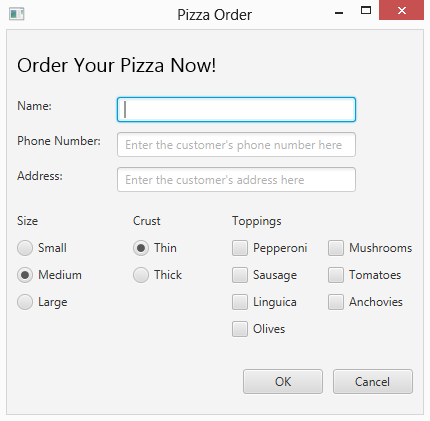 Pizza Order
Order Your Pizza Now!
Name:
Phone Number: Enter the customer's phone number here
Address: Enter the customer's address here
Size Crust Toppings
Small Thin Pepperoni Mushrooms
Medium Thick Sausage Tomatoes
Large Linguica Anchovies
Olives
OK Cancel